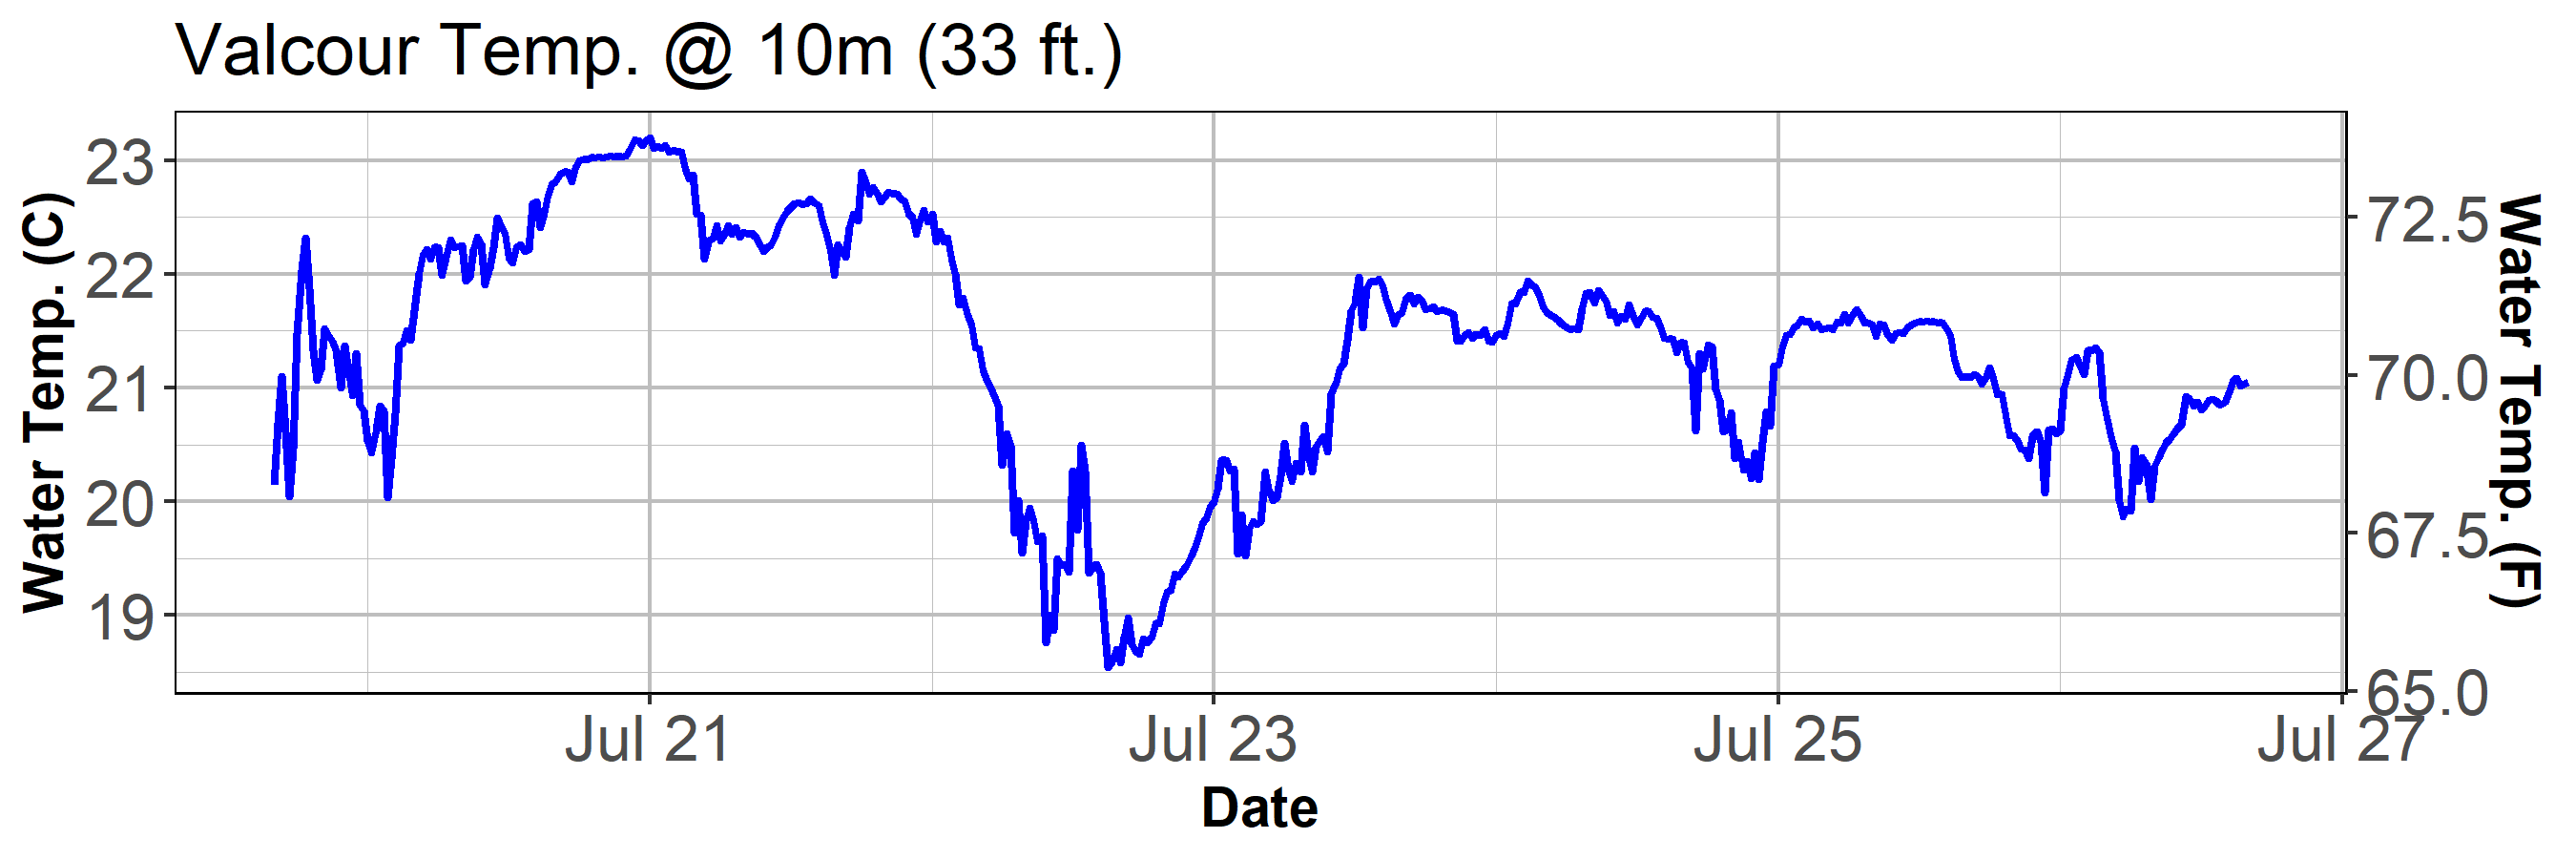 Valcour Temp. @ 10m (33 ft.)
Water Temp. (C)
23
22
21
20
19
72.5
70.0
67.5
65.0
Water Temp. (F)
Jul 21 Jul 23 Jul 25 Jul 27
Date